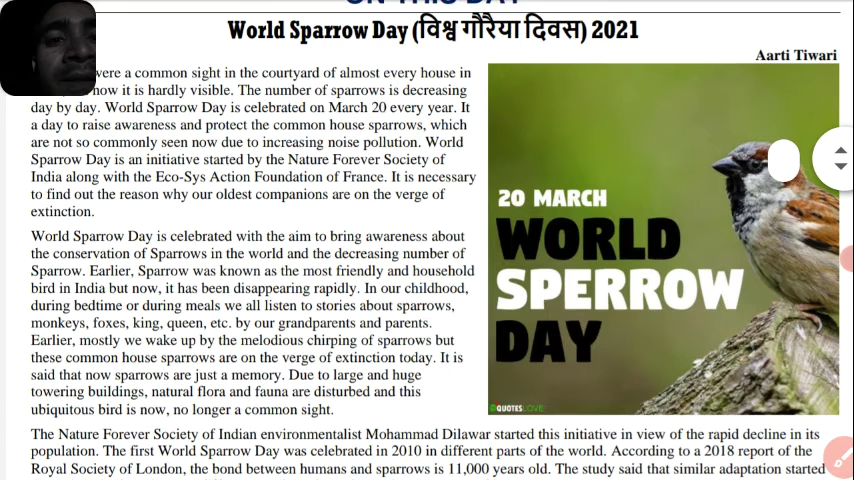 ON THIS DAY
World Sparrow Day (विश्व गौरैया दिवस) 2021
Aarti Tiwari
were a common sight in the courtyard of almost every house in
now it is hardly visible. The number of sparrows is decreasing
day by day. World Sparrow Day is celebrated on March 20 every year. It
a day to raise awareness and protect the common house sparrows, which
are not so commonly seen now due to increasing noise pollution. World
Sparrow Day is an initiative started by the Nature Forever Society of
India along with the Eco-Sys Action Foundation of France. It is necessary
to find out the reason why our oldest companions are on the verge of
extinction.
World Sparrow Day is celebrated with the aim to bring awareness about
the conservation of Sparrows in the world and the decreasing number of
Sparrow. Earlier, Sparrow was known as the most friendly and household
bird in India but now, it has been disappearing rapidly. In our childhood,
during bedtime or during meals we all listen to stories about sparrows,
monkeys, foxes, king, queen, etc. by our grandparents and parents.
Earlier, mostly we wake up by the melodious chirping of sparrows but
these common house sparrows are on the verge of extinction today. It is
said that now sparrows are just a memory. Due to large and huge
towering buildings, natural flora and fauna are disturbed and this
ubiquitous bird is now, no longer a common sight.
20 MARCH
WORLD
SPERROW
DAY
QUOTESLOVE
The Nature Forever Society of Indian environmentalist Mohammad Dilawar started this initiative in view of the rapid decline in its
population. The first World Sparrow Day was celebrated in 2010 in different parts of the world. According to a 2018 report of the
Royal Society of London, the bond between humans and sparrows is 11,000 years old. The study said that similar adaptation started